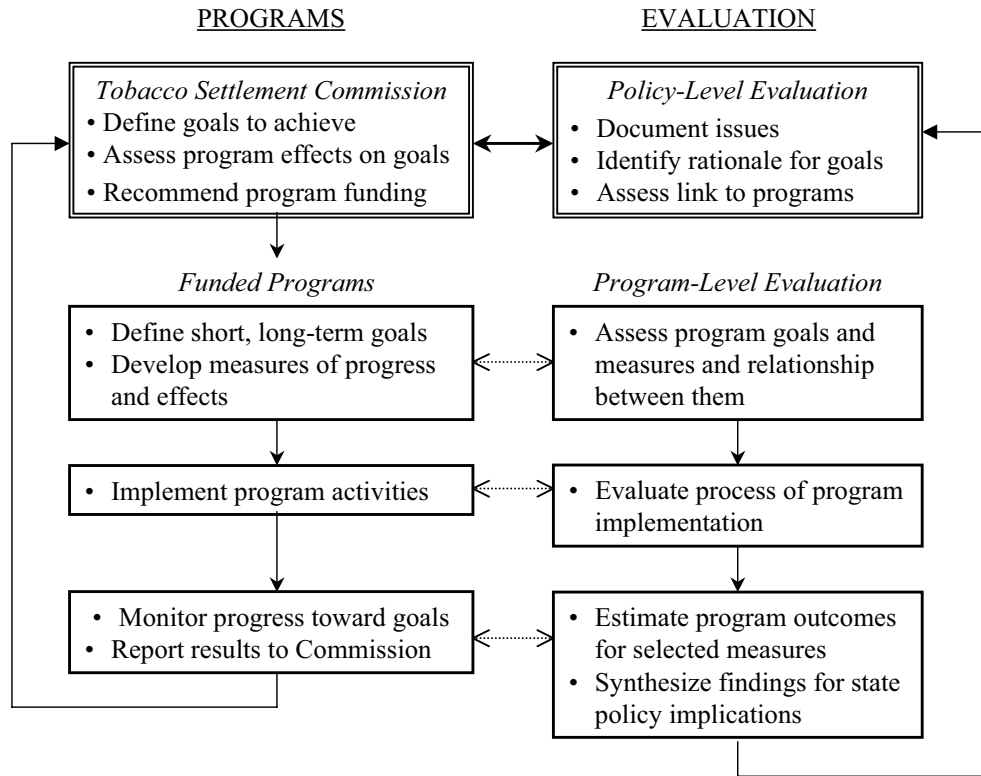 PROGRAMS
EVALUATION
Tobacco Settlement Commission
• Define goals to achieve
• Assess program effects on goals
• Recommend program funding
Policy-Level Evaluation
• Document issues
• Identify rationale for goals
• Assess link to programs
Funded Programs
Program-Level Evaluation
• Define short, long-term goals
• Develop measures of progress
and effects
• Assess program goals and
measures and relationship
between them
• Implement program activities
• Evaluate process of program
implementation
• Monitor progress toward goals
• Report results to Commission
• Estimate program outcomes
for selected measures
• Synthesize findings for state
policy implications